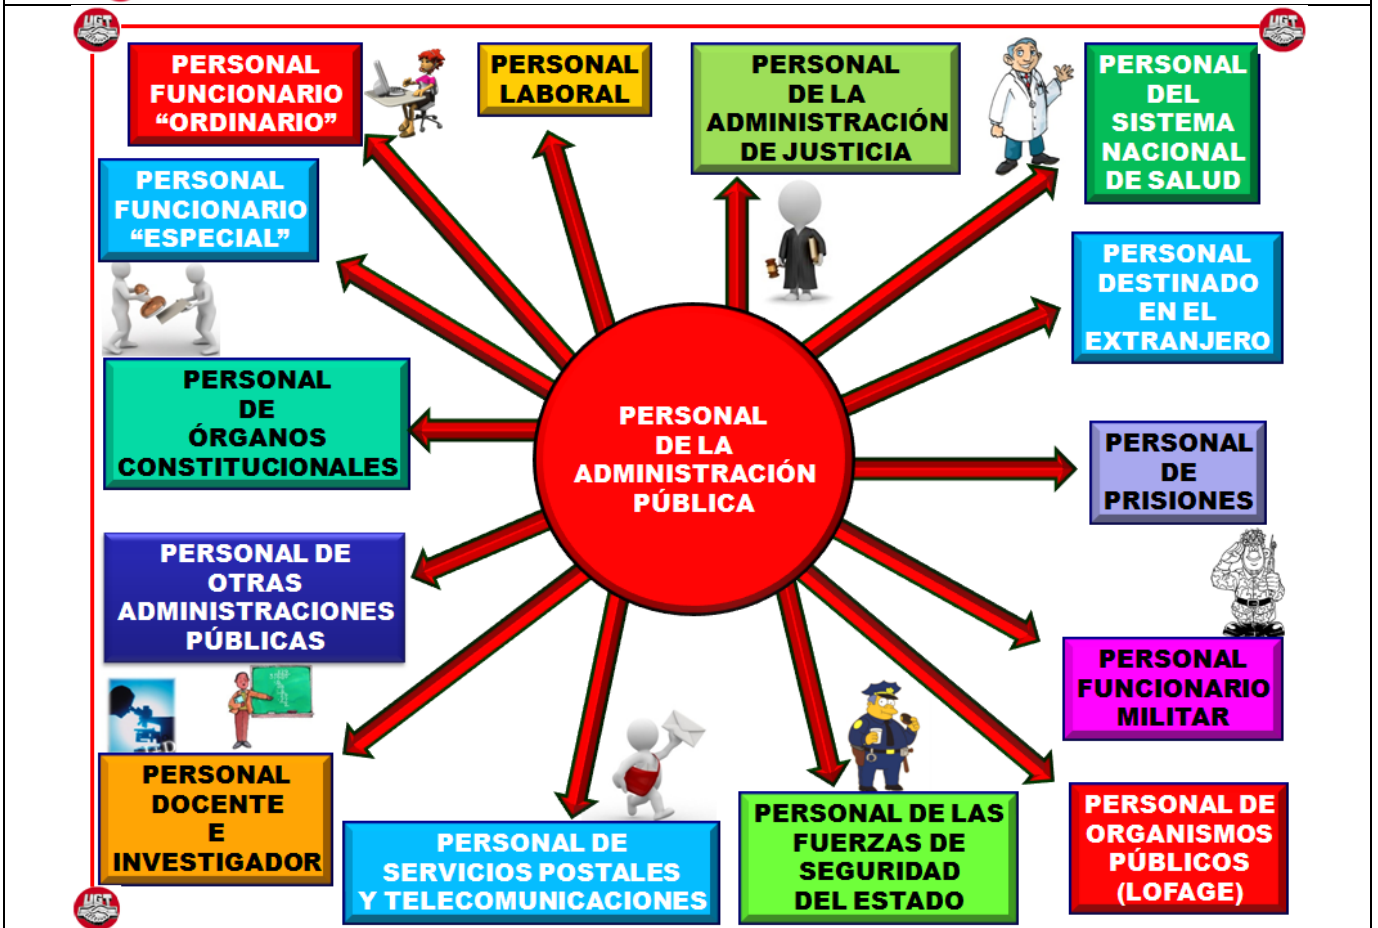 UGT
UGT
PERSONAL
FUNCIONARIO
“ORDINARIO”
PERSONAL
LABORAL
PERSONAL
DE LA
ADMINISTRACIÓN
DE JUSTICIA
PERSONAL
DEL
SISTEMA
NACIONAL
DE SALUD
PERSONAL
FUNCIONARIO
“ESPECIAL”
PERSONAL
DESTINADO
EN EL
EXTRANJERO
PERSONAL
DE
ÓRGANOS
CONSTITUCIONALES
PERSONAL
DE LA
ADMINISTRACIÓN
PÚBLICA
PERSONAL
DE
PRISIONES
PERSONAL DE
OTRAS
ADMINISTRACIONES
PÚBLICAS
PERSONAL
FUNCIONARIO
MILITAR
PERSONAL
DOCENTE
E
INVESTIGADOR
PERSONAL DE
SERVICIOS POSTALES
Y TELECOMUNICACIONES
PERSONAL DE LAS
FUERZAS DE
SEGURIDAD
DEL ESTADO
PERSONAL DE
ORGANISMOS
PÚBLICOS
(LOFAGE)
UGT